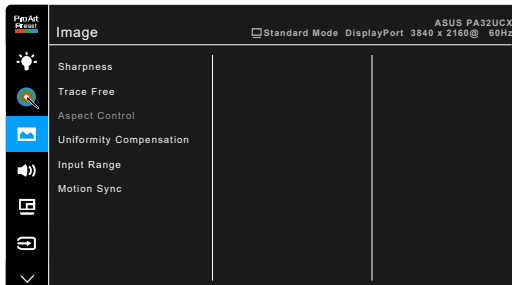 ProArt
Preset
Image
ASUS PA32UCX
Standard Mode DisplayPort 3840 x 2160@ 60Hz
Sharpness
Trace Free
Aspect Control
Uniformity Compensation
Input Range
Motion Sync